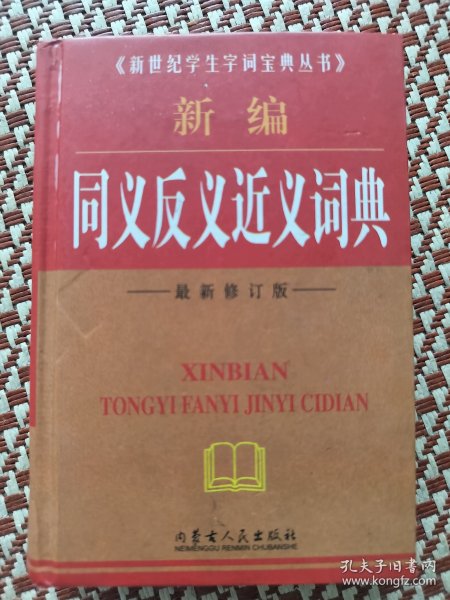 《新世纪学生字词宝典丛书》
新编
同义反义近义词典
最新修订版
XINBIAN
TONGYI FANYI JINYI CIDIAN
内蒙古人民出版社
NEIMENGGU RENMIN CHUBANSHE
孔夫子旧书网
www.kongfz.com